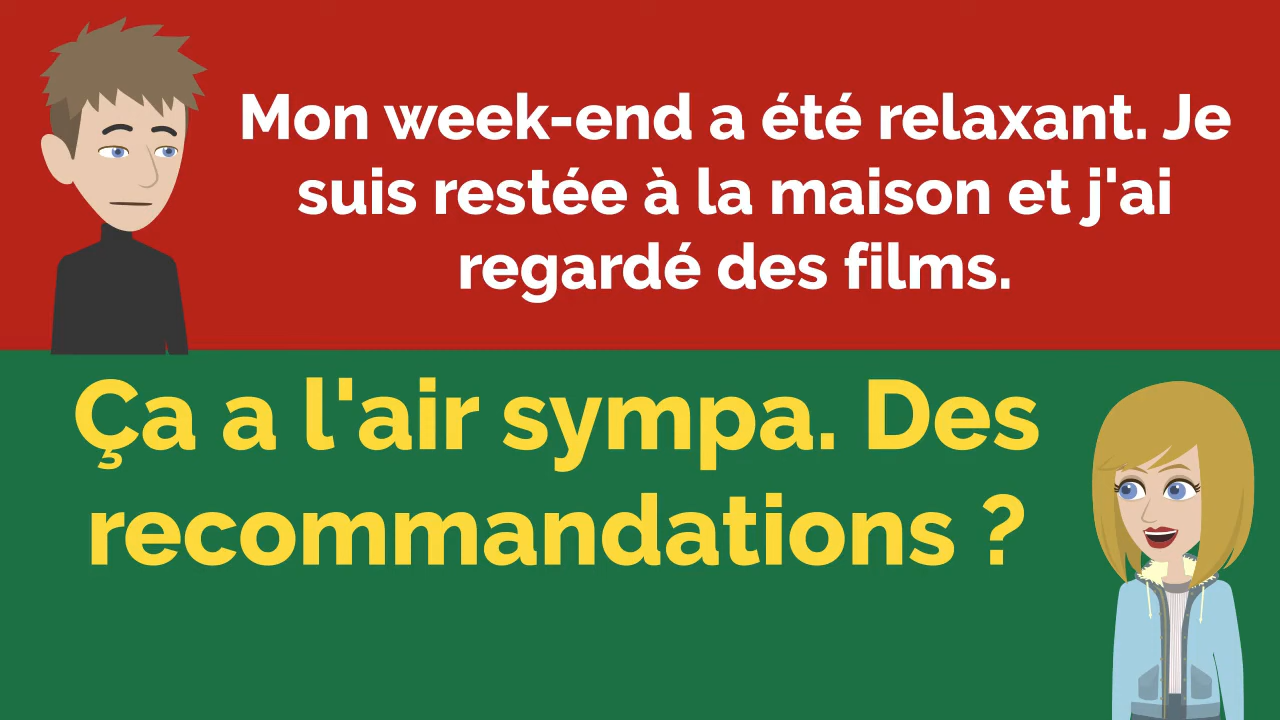 Mon week-end a été relaxant. Je
suis restée à la maison et j'ai
regardé des films.
Ça a l'air sympa. Des
recommandations ?